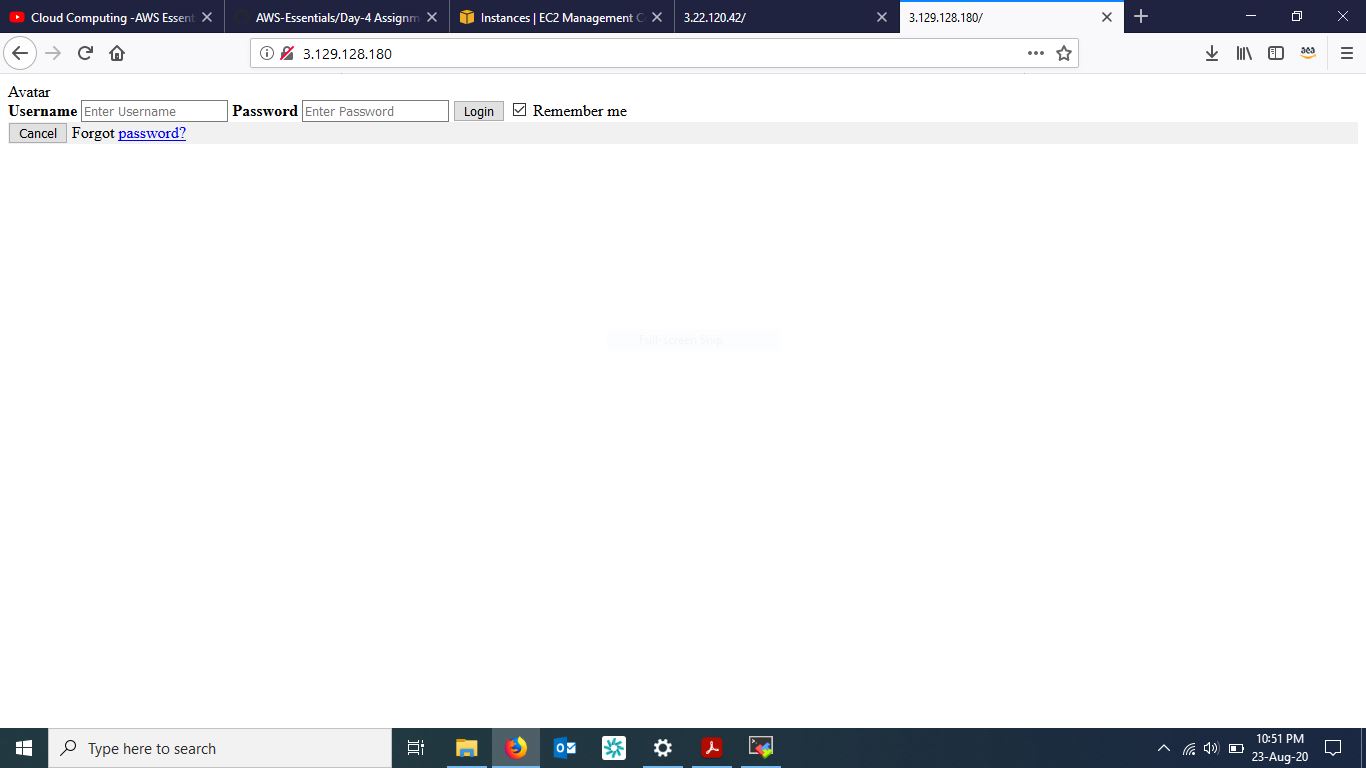 Cloud Computing -AWS Essent
AWS-Essentials/Day-4 Assignm
Instances | EC2 Management C
3.22.120.42/
3.129.128.180/
3.129.128.180
Avatar
Username Enter Username Password Enter Password Login Remember me
Cancel Forgot password?
Full-screen Snip
Type here to search
10:51 PM
23-Aug-20